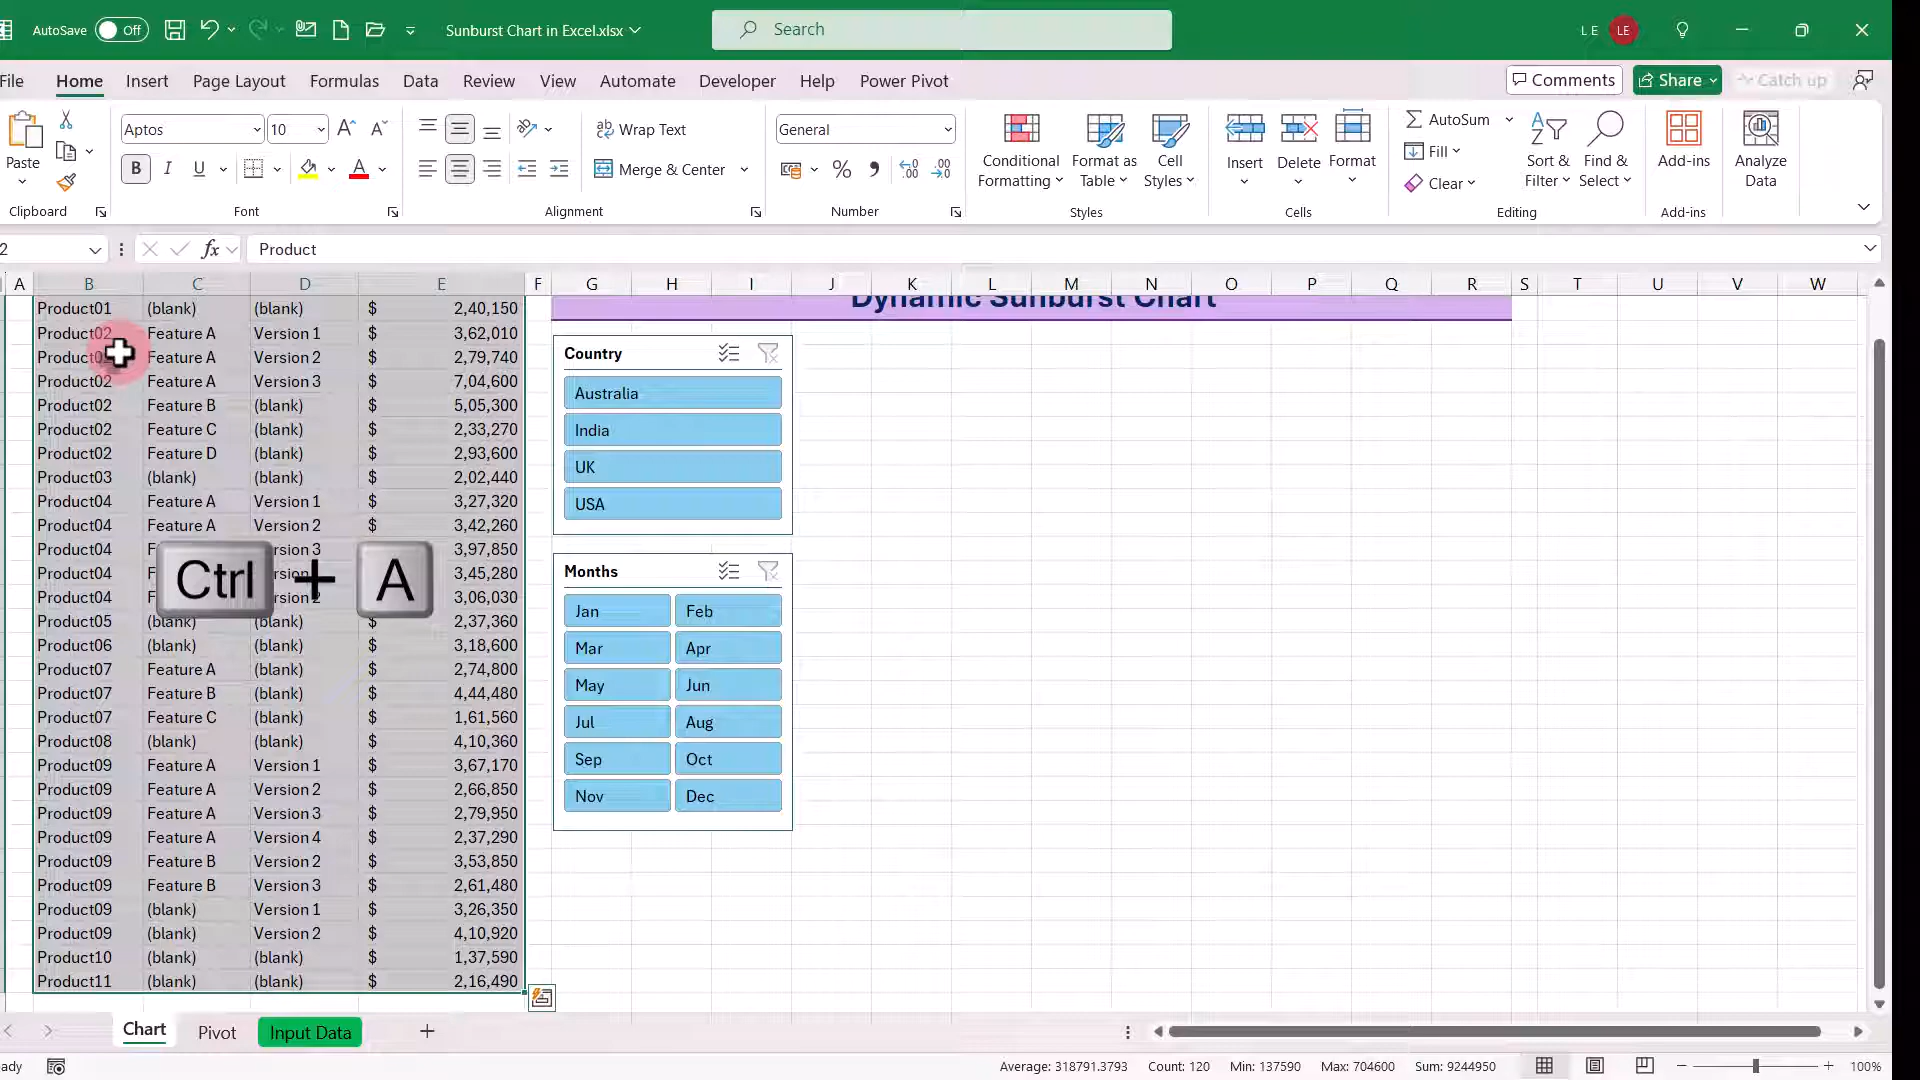 AutoSave Off Sunburst Chart in Excel.xlsx Search L E LE
File Home Insert Page Layout Formulas Data Review View Automate Developer Help Power Pivot Comments Share Catch up
Paste
Aptos 10
B I U
Wrap Text
Merge & Center
General
% ,
Conditional Formatting
Format as Table
Cell Styles
Insert
Delete
Format
AutoSum
Fill
Clear
Sort & Filter
Find & Select
Add-ins
Analyze Data
Clipboard Font Alignment Number Styles Cells Editing Add-ins
2 fx Product
A B C D E F G H I J K L M N O P Q R S T U V W
Dynamic Sunburst Chart
Product01 (blank) (blank) $ 2,40,150
Product02 Feature A Version 1 $ 3,62,010
Feature A Version 2 $ 2,79,740
Product02 Feature A Version 3 $ 7,04,600
Product02 Feature B (blank) $ 5,05,300
Product02 Feature C (blank) $ 2,33,270
Product02 Feature D (blank) $ 2,93,600
Product03 (blank) (blank) $ 2,02,440
Product04 Feature A Version 1 $ 3,27,320
Product04 Feature A Version 2 $ 3,42,260
Product04 3 $ 3,97,850
Product04 3,45,280
Product04 2 3,06,030
Product05 (blank) (blank) $ 2,37,360
Product06 (blank) (blank) $ 3,18,600
Product07 Feature A (blank) $ 2,74,800
Product07 Feature B (blank) $ 4,44,480
Product07 Feature C (blank) $ 1,61,560
Product08 (blank) (blank) $ 4,10,360
Product09 Feature A Version 1 $ 3,67,170
Product09 Feature A Version 2 $ 2,66,850
Product09 Feature A Version 3 $ 2,79,950
Product09 Feature A Version 4 $ 2,37,290
Product09 Feature B Version 2 $ 3,53,850
Product09 Feature B Version 3 $ 2,61,480
Product09 (blank) Version 1 $ 3,26,350
Product09 (blank) Version 2 $ 4,10,920
Product10 (blank) (blank) $ 1,37,590
Product11 (blank) (blank) $ 2,16,490
Ctrl + A
Country
Australia
India
UK
USA
Months
Jan Feb
Mar Apr
May Jun
Jul Aug
Sep Oct
Nov Dec
Chart Pivot Input Data
Average: 318791.3793 Count: 120 Min: 137590 Max: 704600 Sum: 9244950 100%